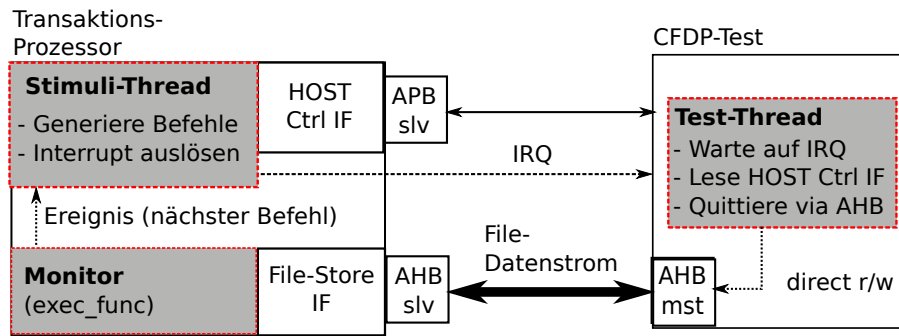 Transaktions-
Prozessor
Stimuli-Thread
- Generiere Befehle
- Interrupt auslösen
HOST
Ctrl IF
APB
slv
IRQ
Ereignis (nächster Befehl)
Monitor
(exec_func)
File-Store
IF
AHB
slv
File-
Datenstrom
CFDP-Test
Test-Thread
- Warte auf IRQ
- Lese HOST Ctrl IF
- Quittiere via AHB
AHB
mst
direct r/w